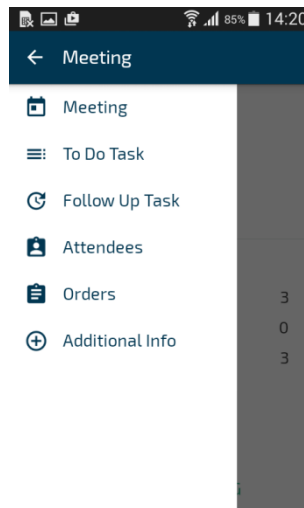 85% 14:20
Meeting
Meeting
To Do Task
Follow Up Task
Attendees
Orders
Additional Info
3
0
3